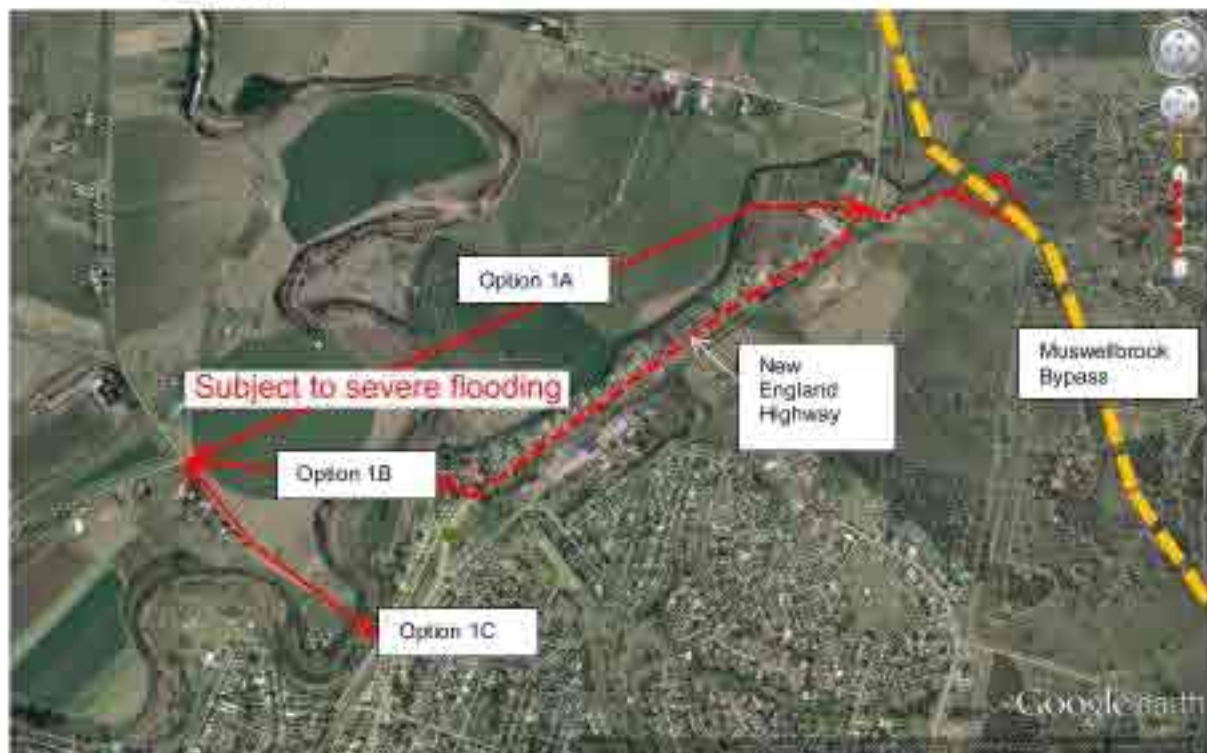 Option 1A
Subject to severe flooding
Option 1B
New
England
Highway
Muswellbrook
Bypass
Option 1C
Google earth